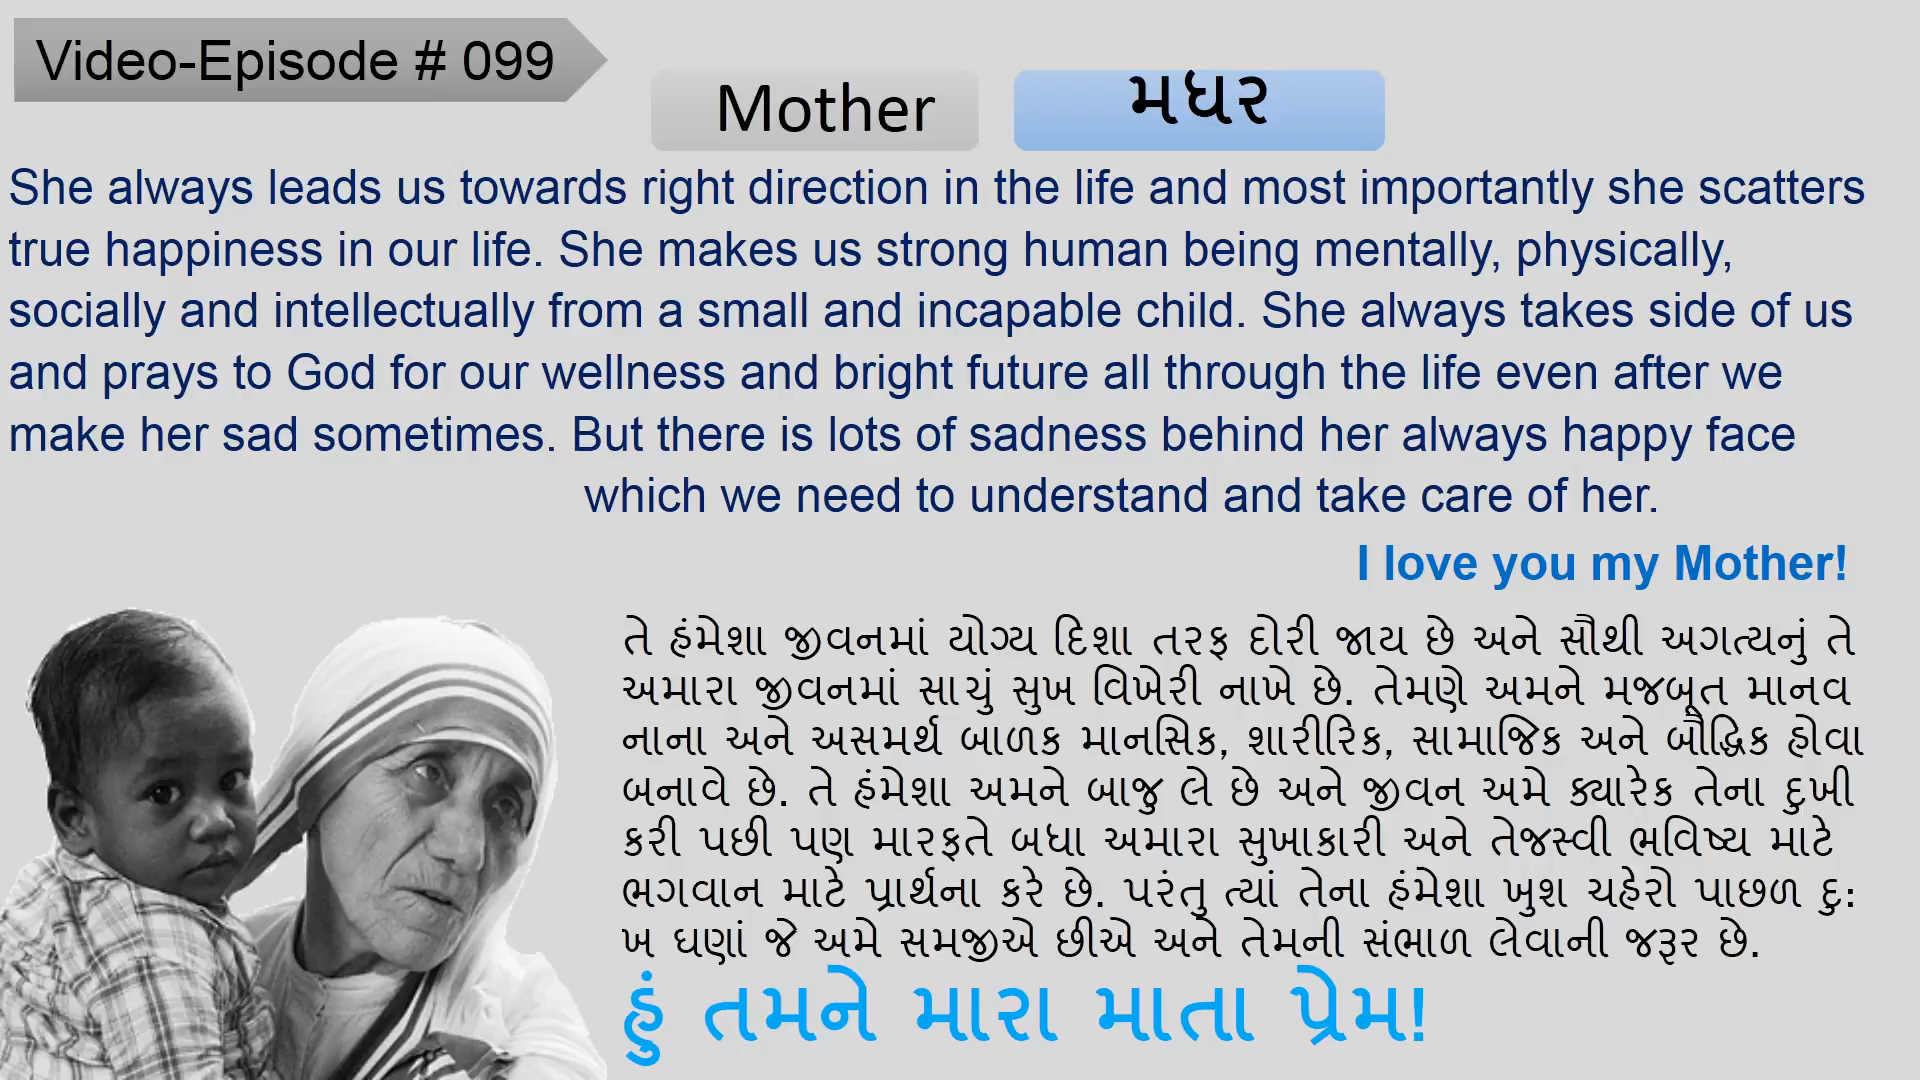 Video-Episode # 099
Mother
મધર
She always leads us towards right direction in the life and most importantly she scatters
true happiness in our life. She makes us strong human being mentally, physically,
socially and intellectually from a small and incapable child. She always takes side of us
and prays to God for our wellness and bright future all through the life even after we
make her sad sometimes. But there is lots of sadness behind her always happy face
which we need to understand and take care of her.
I love you my Mother!
તે હંમેશા જીવનમાં યોગ્ય દિશા તરફ દોરી જાય છે અને સૌથી અગત્યનું તે
અમારા જીવનમાં સાચું સુખ વિખેરી નાખે છે. તેમણે અમને મજબૂત માનવ
નાના અને અસમર્થ બાળક માનસિક, શારીરિક, સામાજિક અને બૌદ્ધિક હોવા
બનાવે છે. તે હંમેશા અમને બાજુ લે છે અને જીવન અમે ક્યારેક તેના દુખી
કરી પછી પણ મારફતે બધા અમારા સુખાકારી અને તેજસ્વી ભવિષ્ય માટે
ભગવાન માટે પ્રાર્થના કરે છે. પરંતુ ત્યાં તેના હંમેશા ખુશ ચહેરો પાછળ દુઃ
ખ ઘણાં જે અમે સમજીએ છીએ અને તેમની સંભાળ લેવાની જરૂર છે.
હું તમને મારા માતા પ્રેમ!